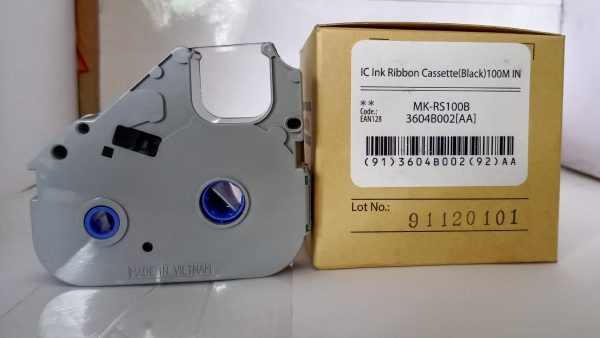 IC Ink Ribbon Cassette(Black)100M IN
** MK-RS100B
Code.: 3604B002[AA]
EAN128
(91)3604B002(92)AA
Lot No.: 91120101
MADE IN VIETNAM